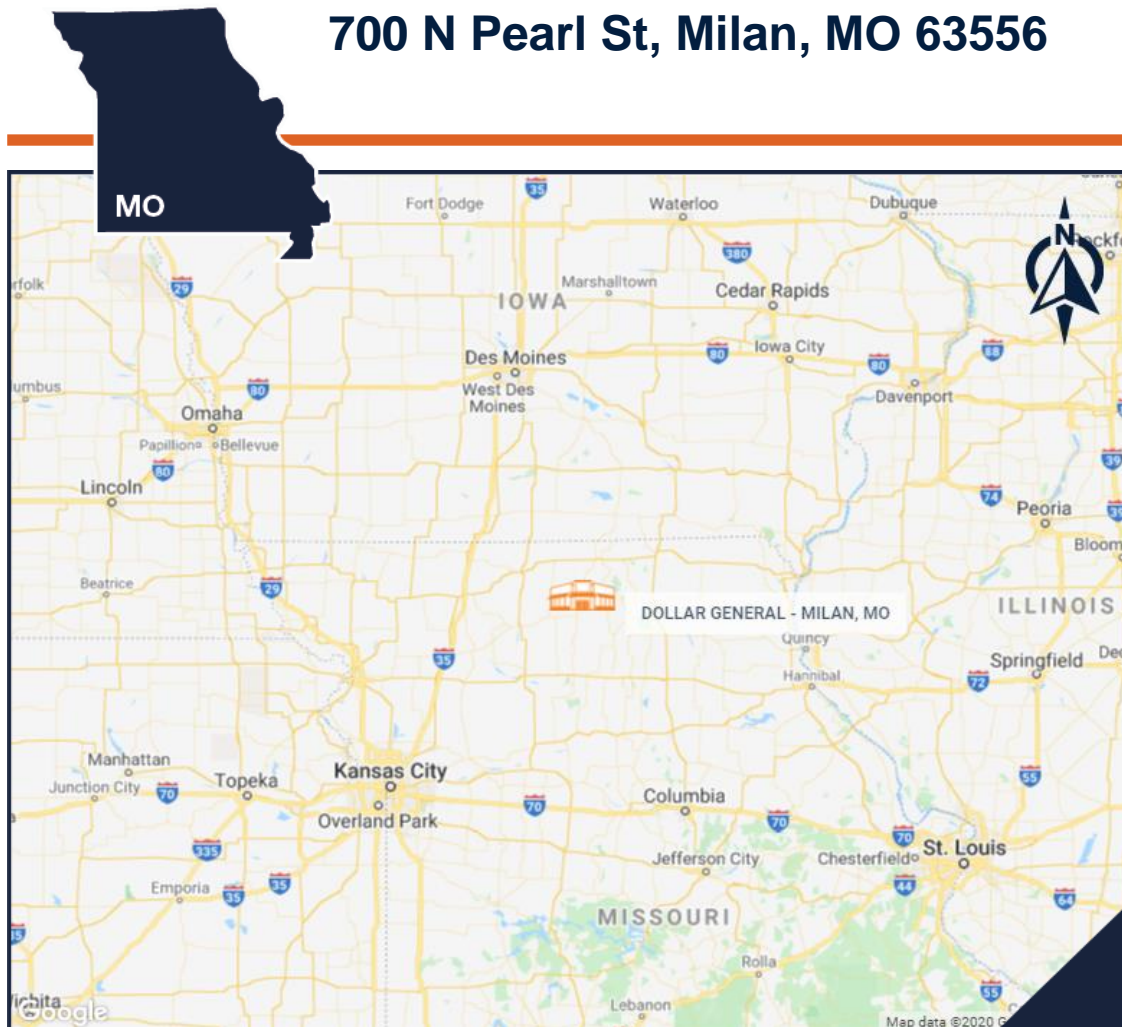 700 N Pearl St, Milan, MO 63556
MO
N
35
Fort Dodge
Waterloo
Dubuque
380
29
Marshalltown
IOWA
Cedar Rapids
Des Moines
80
Iowa City
80
88
West Des
Moines
80
Davenport
Omaha
Papillion
Bellevue
80
39
Lincoln
74
Peoria
39
Beatrice
29
DOLLAR GENERAL - MILAN, MO
ILLINOIS
Quincy
35
Springfield
Hannibal
72
Manhattan
Kansas City
55
Junction City
70
Topeka
70
Columbia
Overland Park
70
335
70
St. Louis
Jefferson City
Chesterfield
Emporia
35
35
44
64
MISSOURI
35
Rolla
55
Lebanon
Google
Map data ©2020